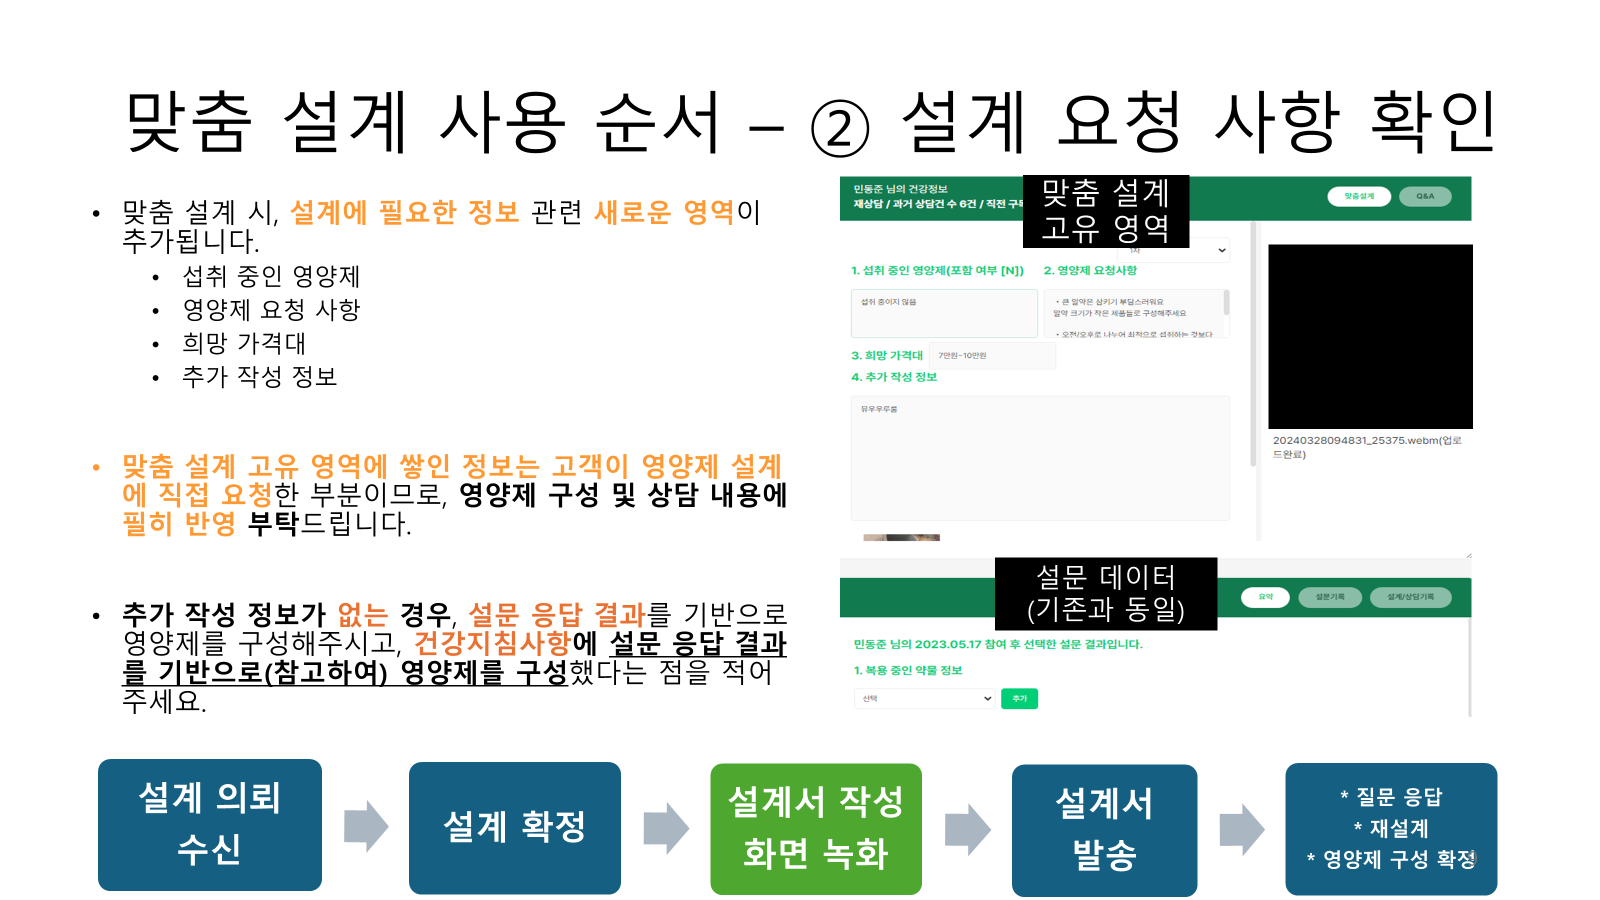 맞춤 설계 사용 순서 – ② 설계 요청 사항 확인
• 맞춤 설계 시, 설계에 필요한 정보 관련 새로운 영역이
추가됩니다.
• 섭취 중인 영양제
• 영양제 요청 사항
• 희망 가격대
• 추가 작성 정보
• 맞춤 설계 고유 영역에 쌓인 정보는 고객이 영양제 설계
에 직접 요청한 부분이므로, 영양제 구성 및 상담 내용에
필히 반영 부탁드립니다.
• 추가 작성 정보가 없는 경우, 설문 응답 결과를 기반으로
영양제를 구성해주시고, 건강지침사항에 설문 응답 결과
를 기반으로(참고하여) 영양제를 구성했다는 점을 적어
주세요.
민동준 님의 건강정보
재상담 / 과거 상담건 수 6건 / 직전 구독
맞춤 설계
고유 영역
맞춤설계
Q&A
1차
1. 섭취 중인 영양제(포함 여부 [N])
2. 영양제 요청사항
섭취 중이지 않음
• 큰 알약은 삼키기 부담스러워요
알약 크기가 작은 제품들로 구성해주세요
• 오전/오후로 나누어 최적으로 섭취하는 것보다
3. 희망 가격대
7만원~10만원
4. 추가 작성 정보
뮤우우루룰
20240328094831_25375.webm(업로
드완료)
설문 데이터
(기존과 동일)
요약
설문기록
설계/상담기록
민동준 님의 2023.05.17 참여 후 선택한 설문 결과입니다.
1. 복용 중인 약물 정보
선택
추가
설계 의뢰
수신
설계 확정
설계서 작성
화면 녹화
설계서
발송
* 질문 응답
* 재설계
* 영양제 구성 확정